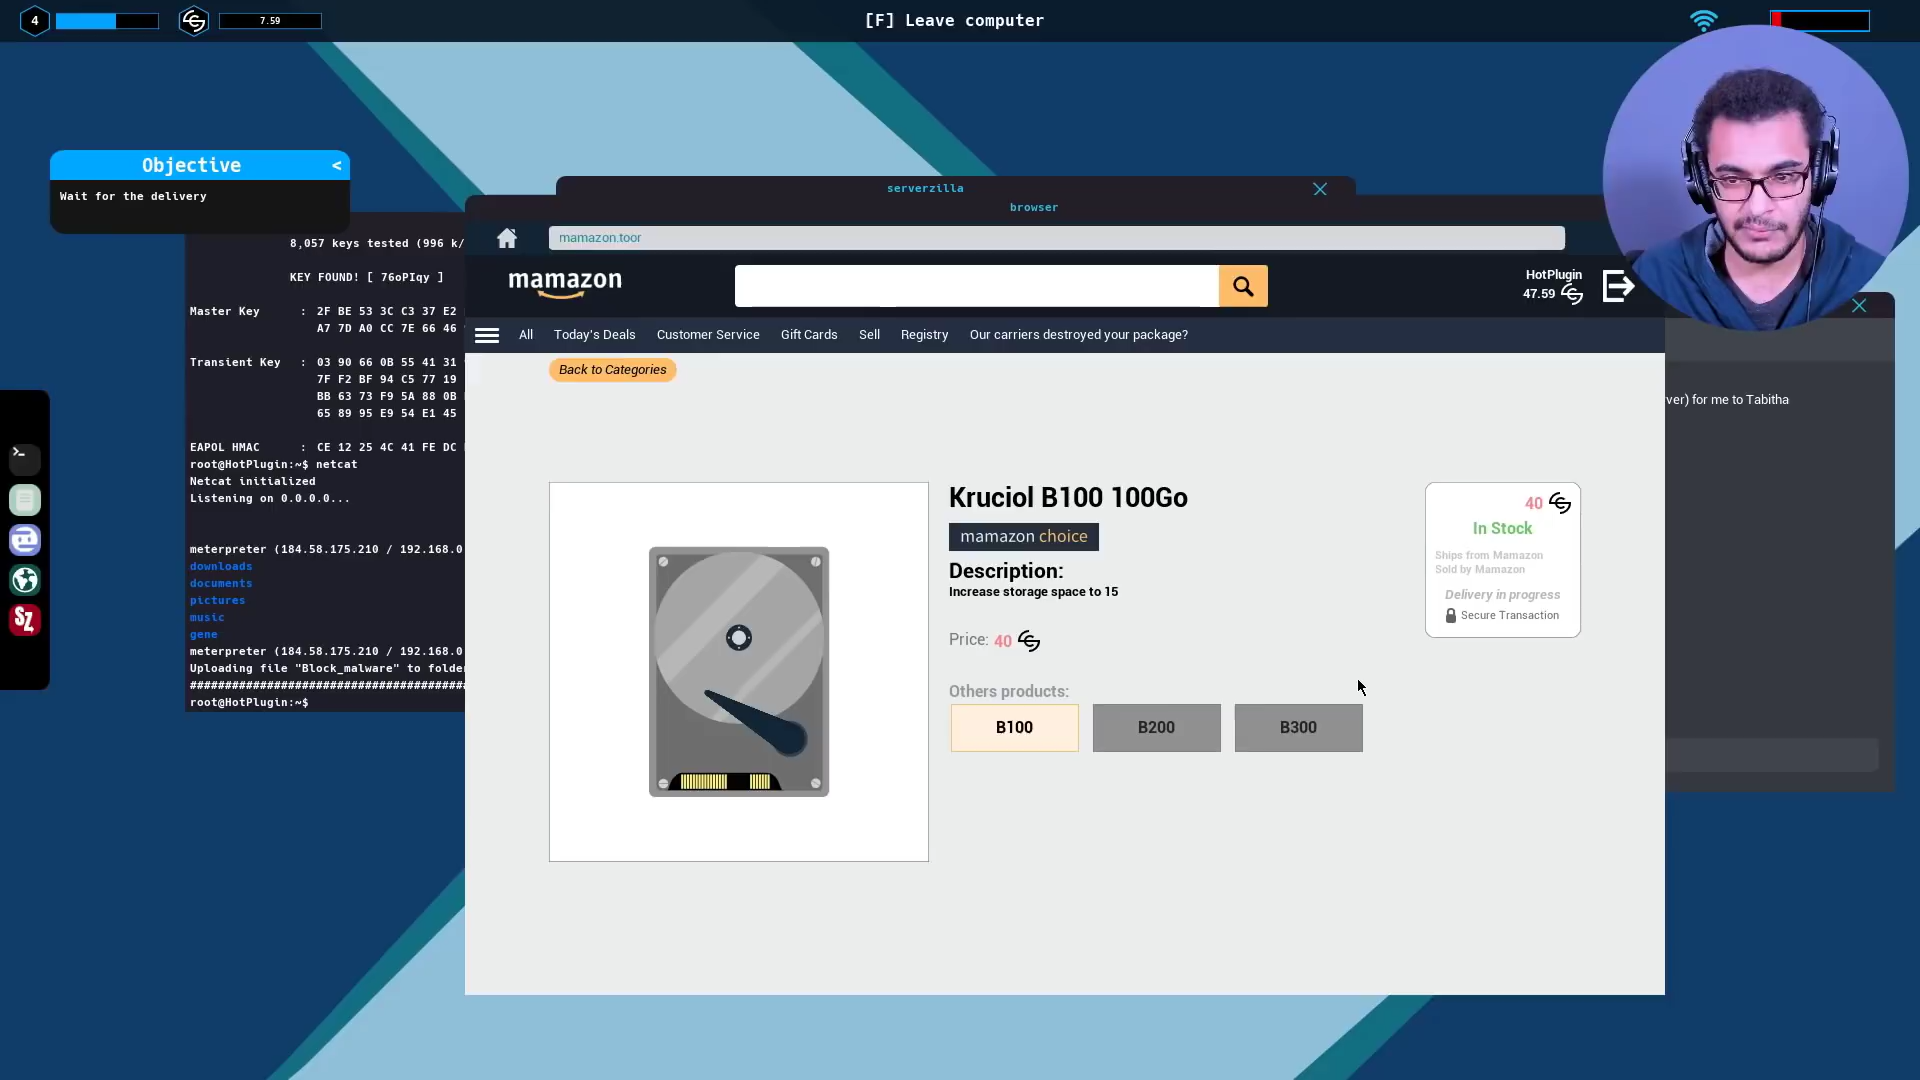 4
7.59
[F] Leave computer
Objective <
Wait for the delivery
serverzilla
browser
mamazon.toor
mamazon
HotPlugin
47.59
All Today's Deals Customer Service Gift Cards Sell Registry Our carriers destroyed your package?
Back to Categories
8,057 keys tested (996 k/
KEY FOUND! [ 76oPIqy ]
Master Key : 2F BE 53 3C C3 37 E2
A7 7D A0 CC 7E 66 46
Transient Key : 03 90 66 0B 55 41 31
7F F2 BF 94 C5 77 19
BB 63 73 F9 5A 88 0B
65 89 95 E9 54 E1 45
EAPOL HMAC : CE 12 25 4C 41 FE DC
root@HotPlugin:~$ netcat
Netcat initialized
Listening on 0.0.0.0...
meterpreter (184.58.175.210 / 192.168.0
downloads
documents
pictures
music
gene
meterpreter (184.58.175.210 / 192.168.0
Uploading file "Block_malware" to folde
#########################################
root@HotPlugin:~$
>_
SZ
Kruciol B100 100Go
mamazon choice
Description:
Increase storage space to 15
Price: 40
Others products:
B100 B200 B300
40
In Stock
Ships from Mamazon
Sold by Mamazon
Delivery in progress
Secure Transaction
ver) for me to Tabitha